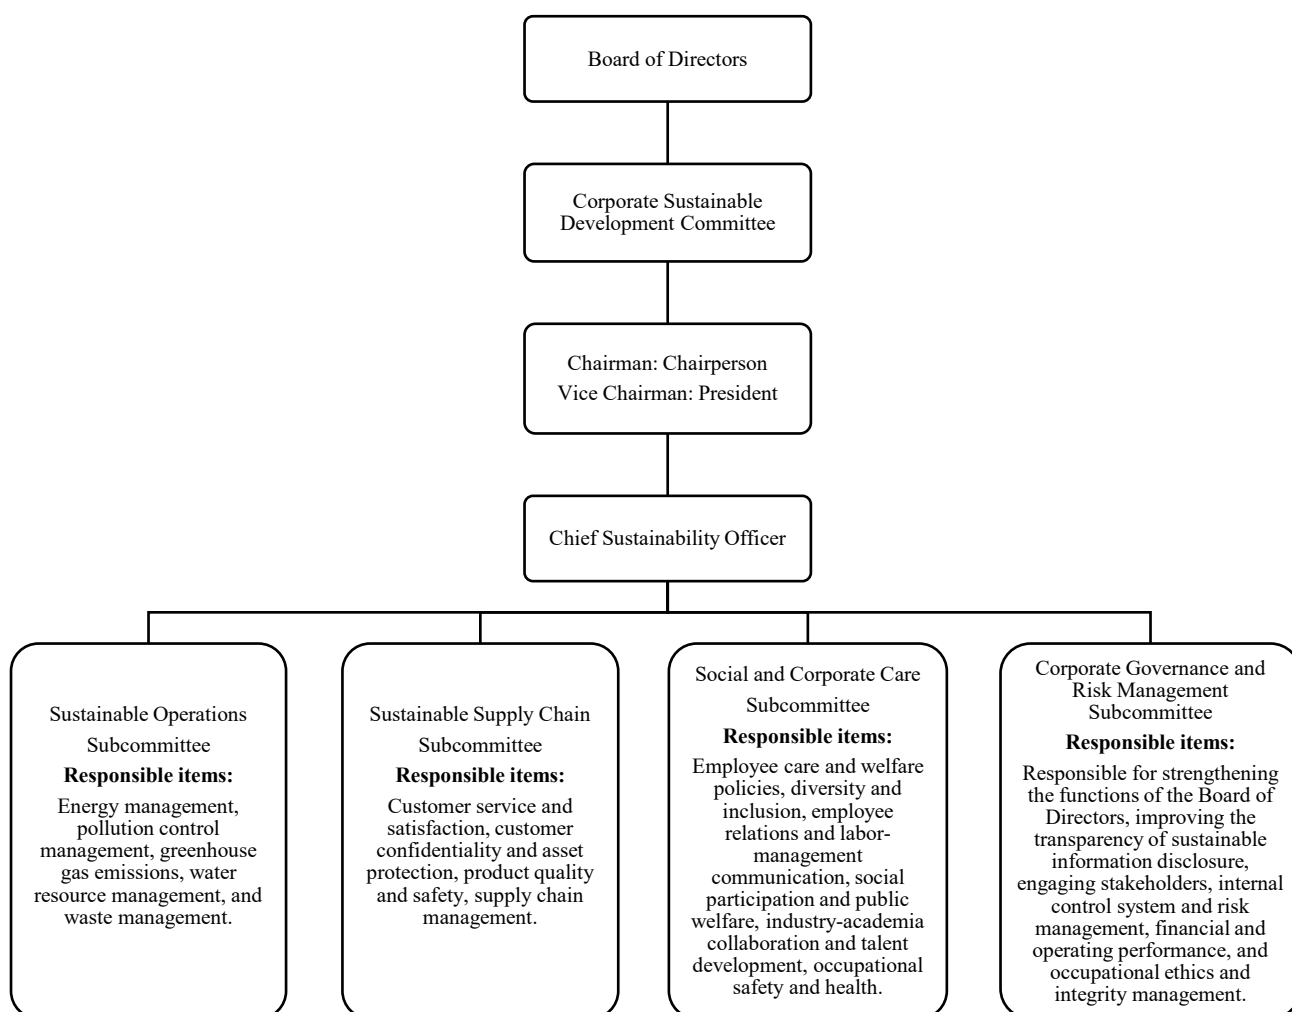 Board of Directors
Corporate Sustainable
Development Committee
Chairman: Chairperson
Vice Chairman: President
Chief Sustainability Officer
Sustainable Operations
Subcommittee
Responsible items:
Energy management,
pollution control
management, greenhouse
gas emissions, water
resource management, and
waste management.
Sustainable Supply Chain
Subcommittee
Responsible items:
Customer service and
satisfaction, customer
confidentiality and asset
protection, product quality
and safety, supply chain
management.
Social and Corporate Care
Subcommittee
Responsible items:
Employee care and welfare
policies, diversity and
inclusion, employee
relations and labor-
management
communication, social
participation and public
welfare, industry-academia
collaboration and talent
development, occupational
safety and health.
Corporate Governance and
Risk Management
Subcommittee
Responsible items:
Responsible for strengthening
the functions of the Board of
Directors, improving the
transparency of sustainable
information disclosure,
engaging stakeholders, internal
control system and risk
management, financial and
operating performance, and
occupational ethics and
integrity management.